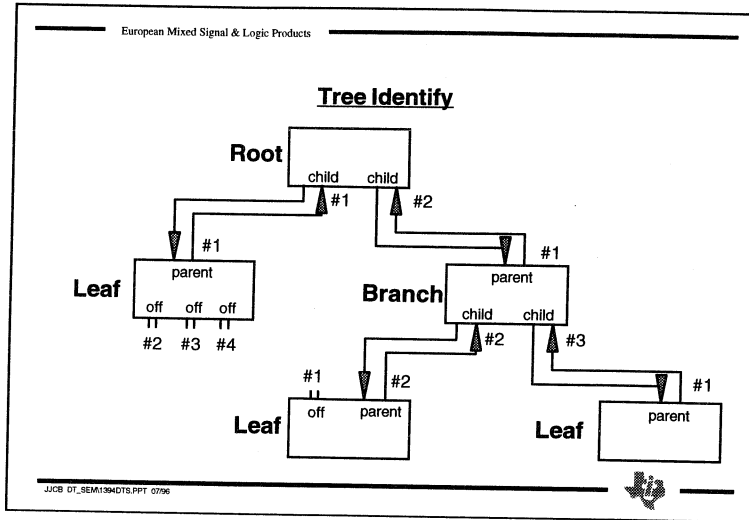 European Mixed Signal & Logic Products
Tree Identify
Root
child child
#1 #2
#1 #1
parent parent
Leaf Branch
off off off child child
#2 #3 #4 #2 #3
#1 #2 #1
off parent parent
Leaf Leaf
JJCB DT_SEM\1394DTS.PPT 07/96